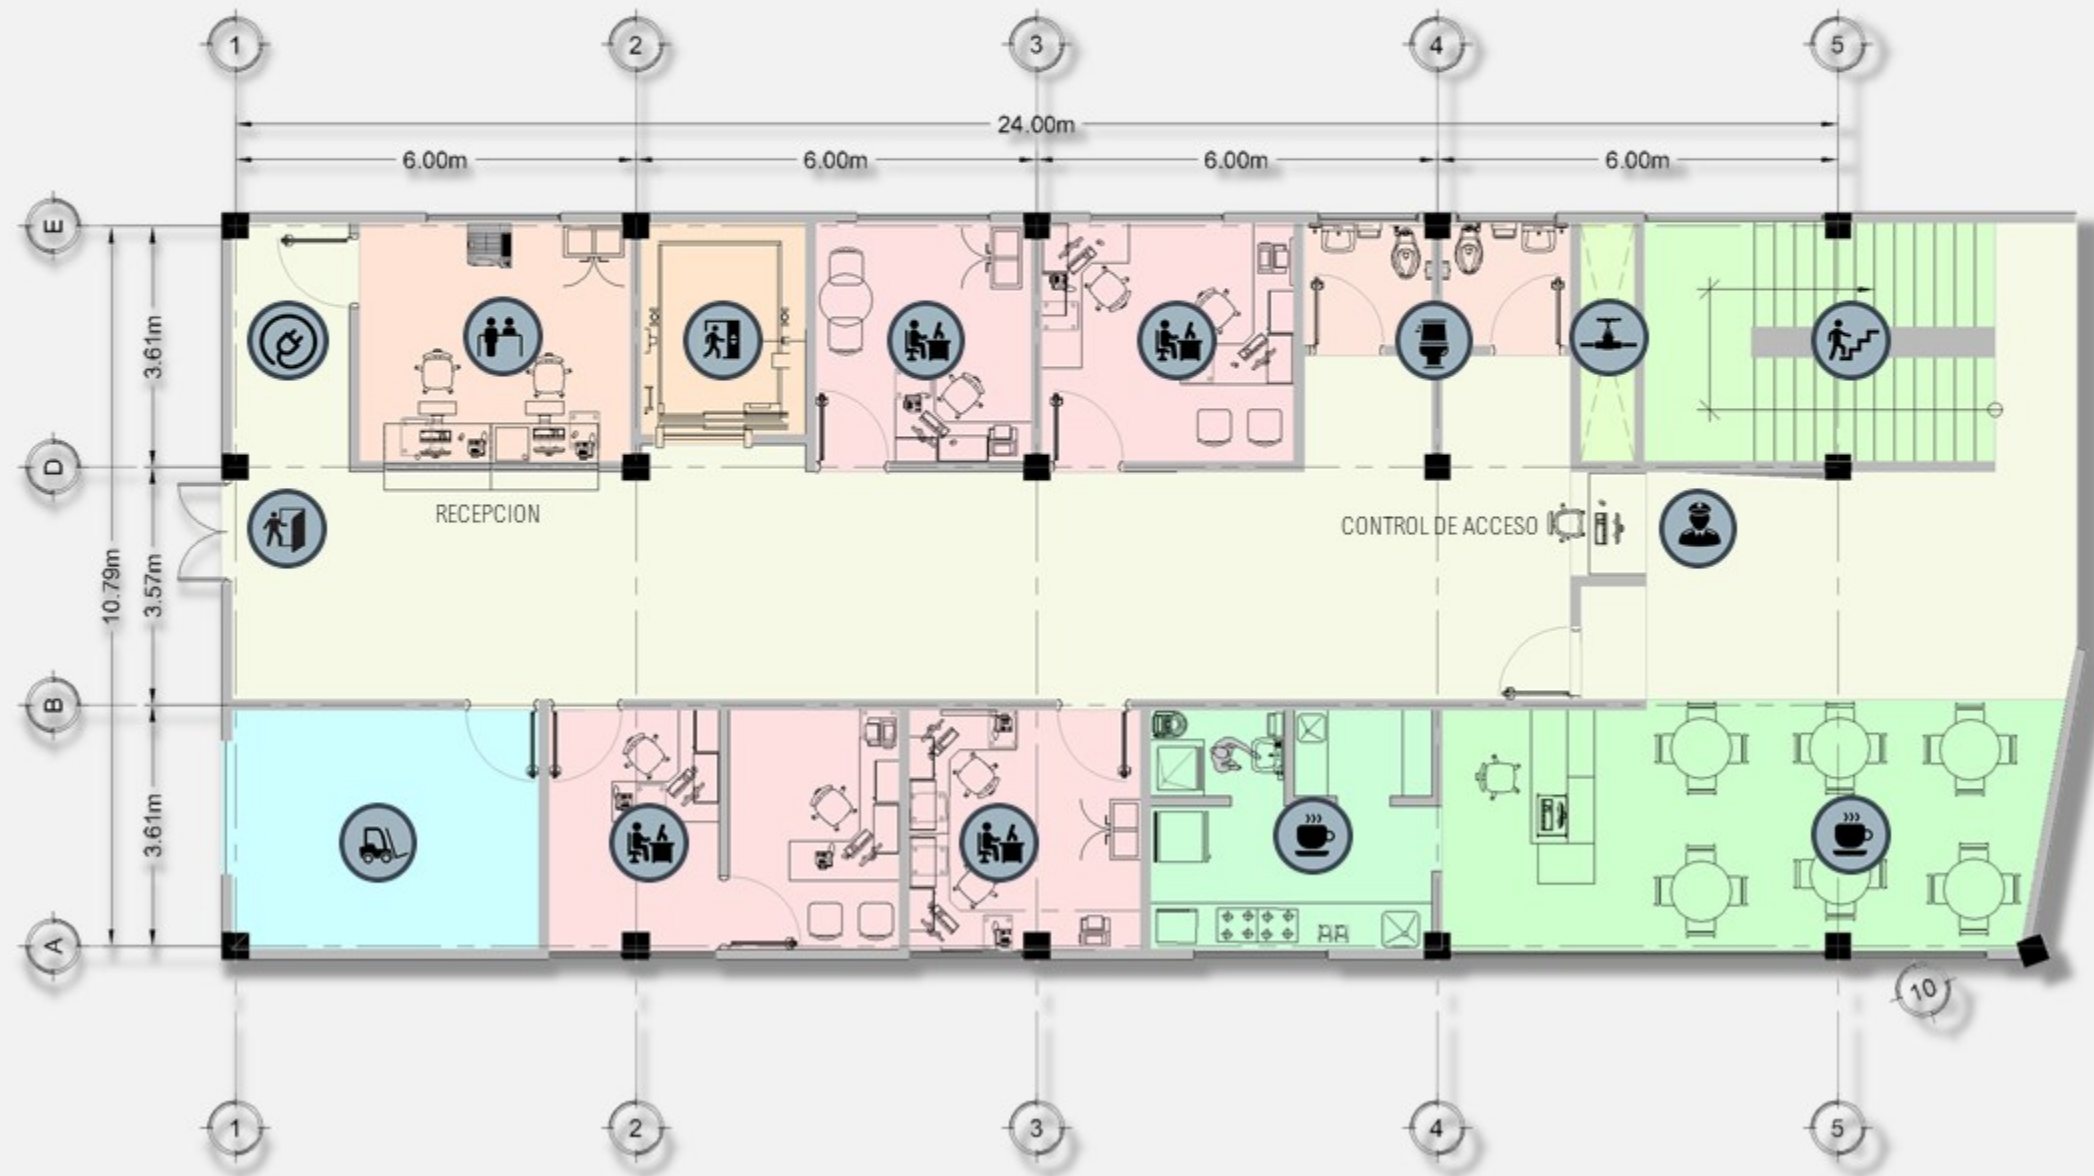 1 2 3 4 5
24.00m
6.00m 6.00m 6.00m 6.00m
E
3.61m
D
RECEPCION
CONTROL DE ACCESO
10.79m
3.57m
B
3.61m
A
10
1 2 3 4 5